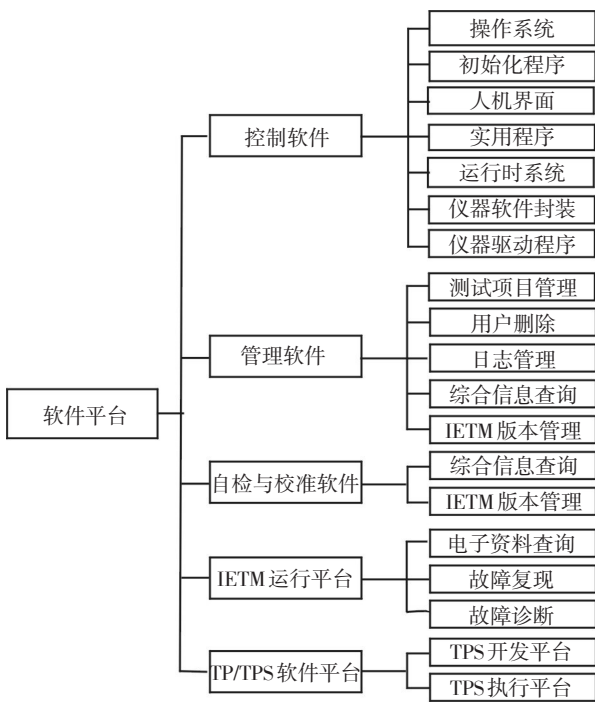 软件平台
控制软件
操作系统
初始化程序
人机界面
实用程序
运行时系统
仪器软件封装
仪器驱动程序
管理软件
测试项目管理
用户删除
日志管理
综合信息查询
IETM版本管理
自检与校准软件
综合信息查询
IETM版本管理
IETM运行平台
电子资料查询
故障复现
故障诊断
TP/TPS软件平台
TPS开发平台
TPS执行平台